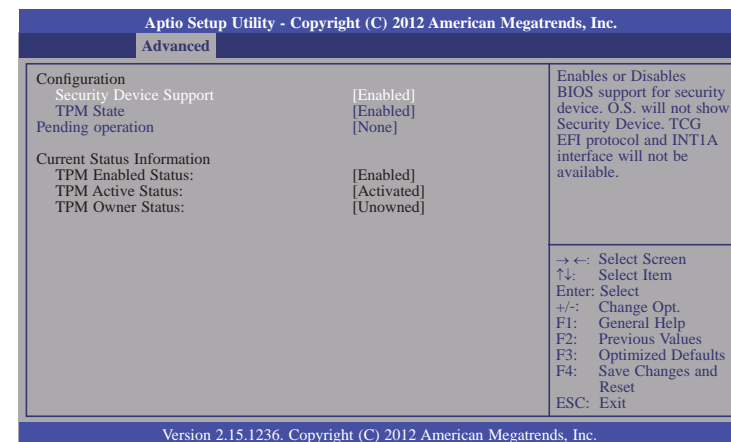 Aptio Setup Utility - Copyright (C) 2012 American Megatrends, Inc.
Advanced
Configuration
Security Device Support [Enabled]
TPM State [Enabled]
Pending operation [None]
Current Status Information
TPM Enabled Status: [Enabled]
TPM Active Status: [Activated]
TPM Owner Status: [Unowned]
Enables or Disables
BIOS support for security
device. O.S. will not show
Security Device. TCG
EFI protocol and INT1A
interface will not be
available.
→ ←: Select Screen
↑↓: Select Item
Enter: Select
+/-: Change Opt.
F1: General Help
F2: Previous Values
F3: Optimized Defaults
F4: Save Changes and
Reset
ESC: Exit
Version 2.15.1236. Copyright (C) 2012 American Megatrends, Inc.